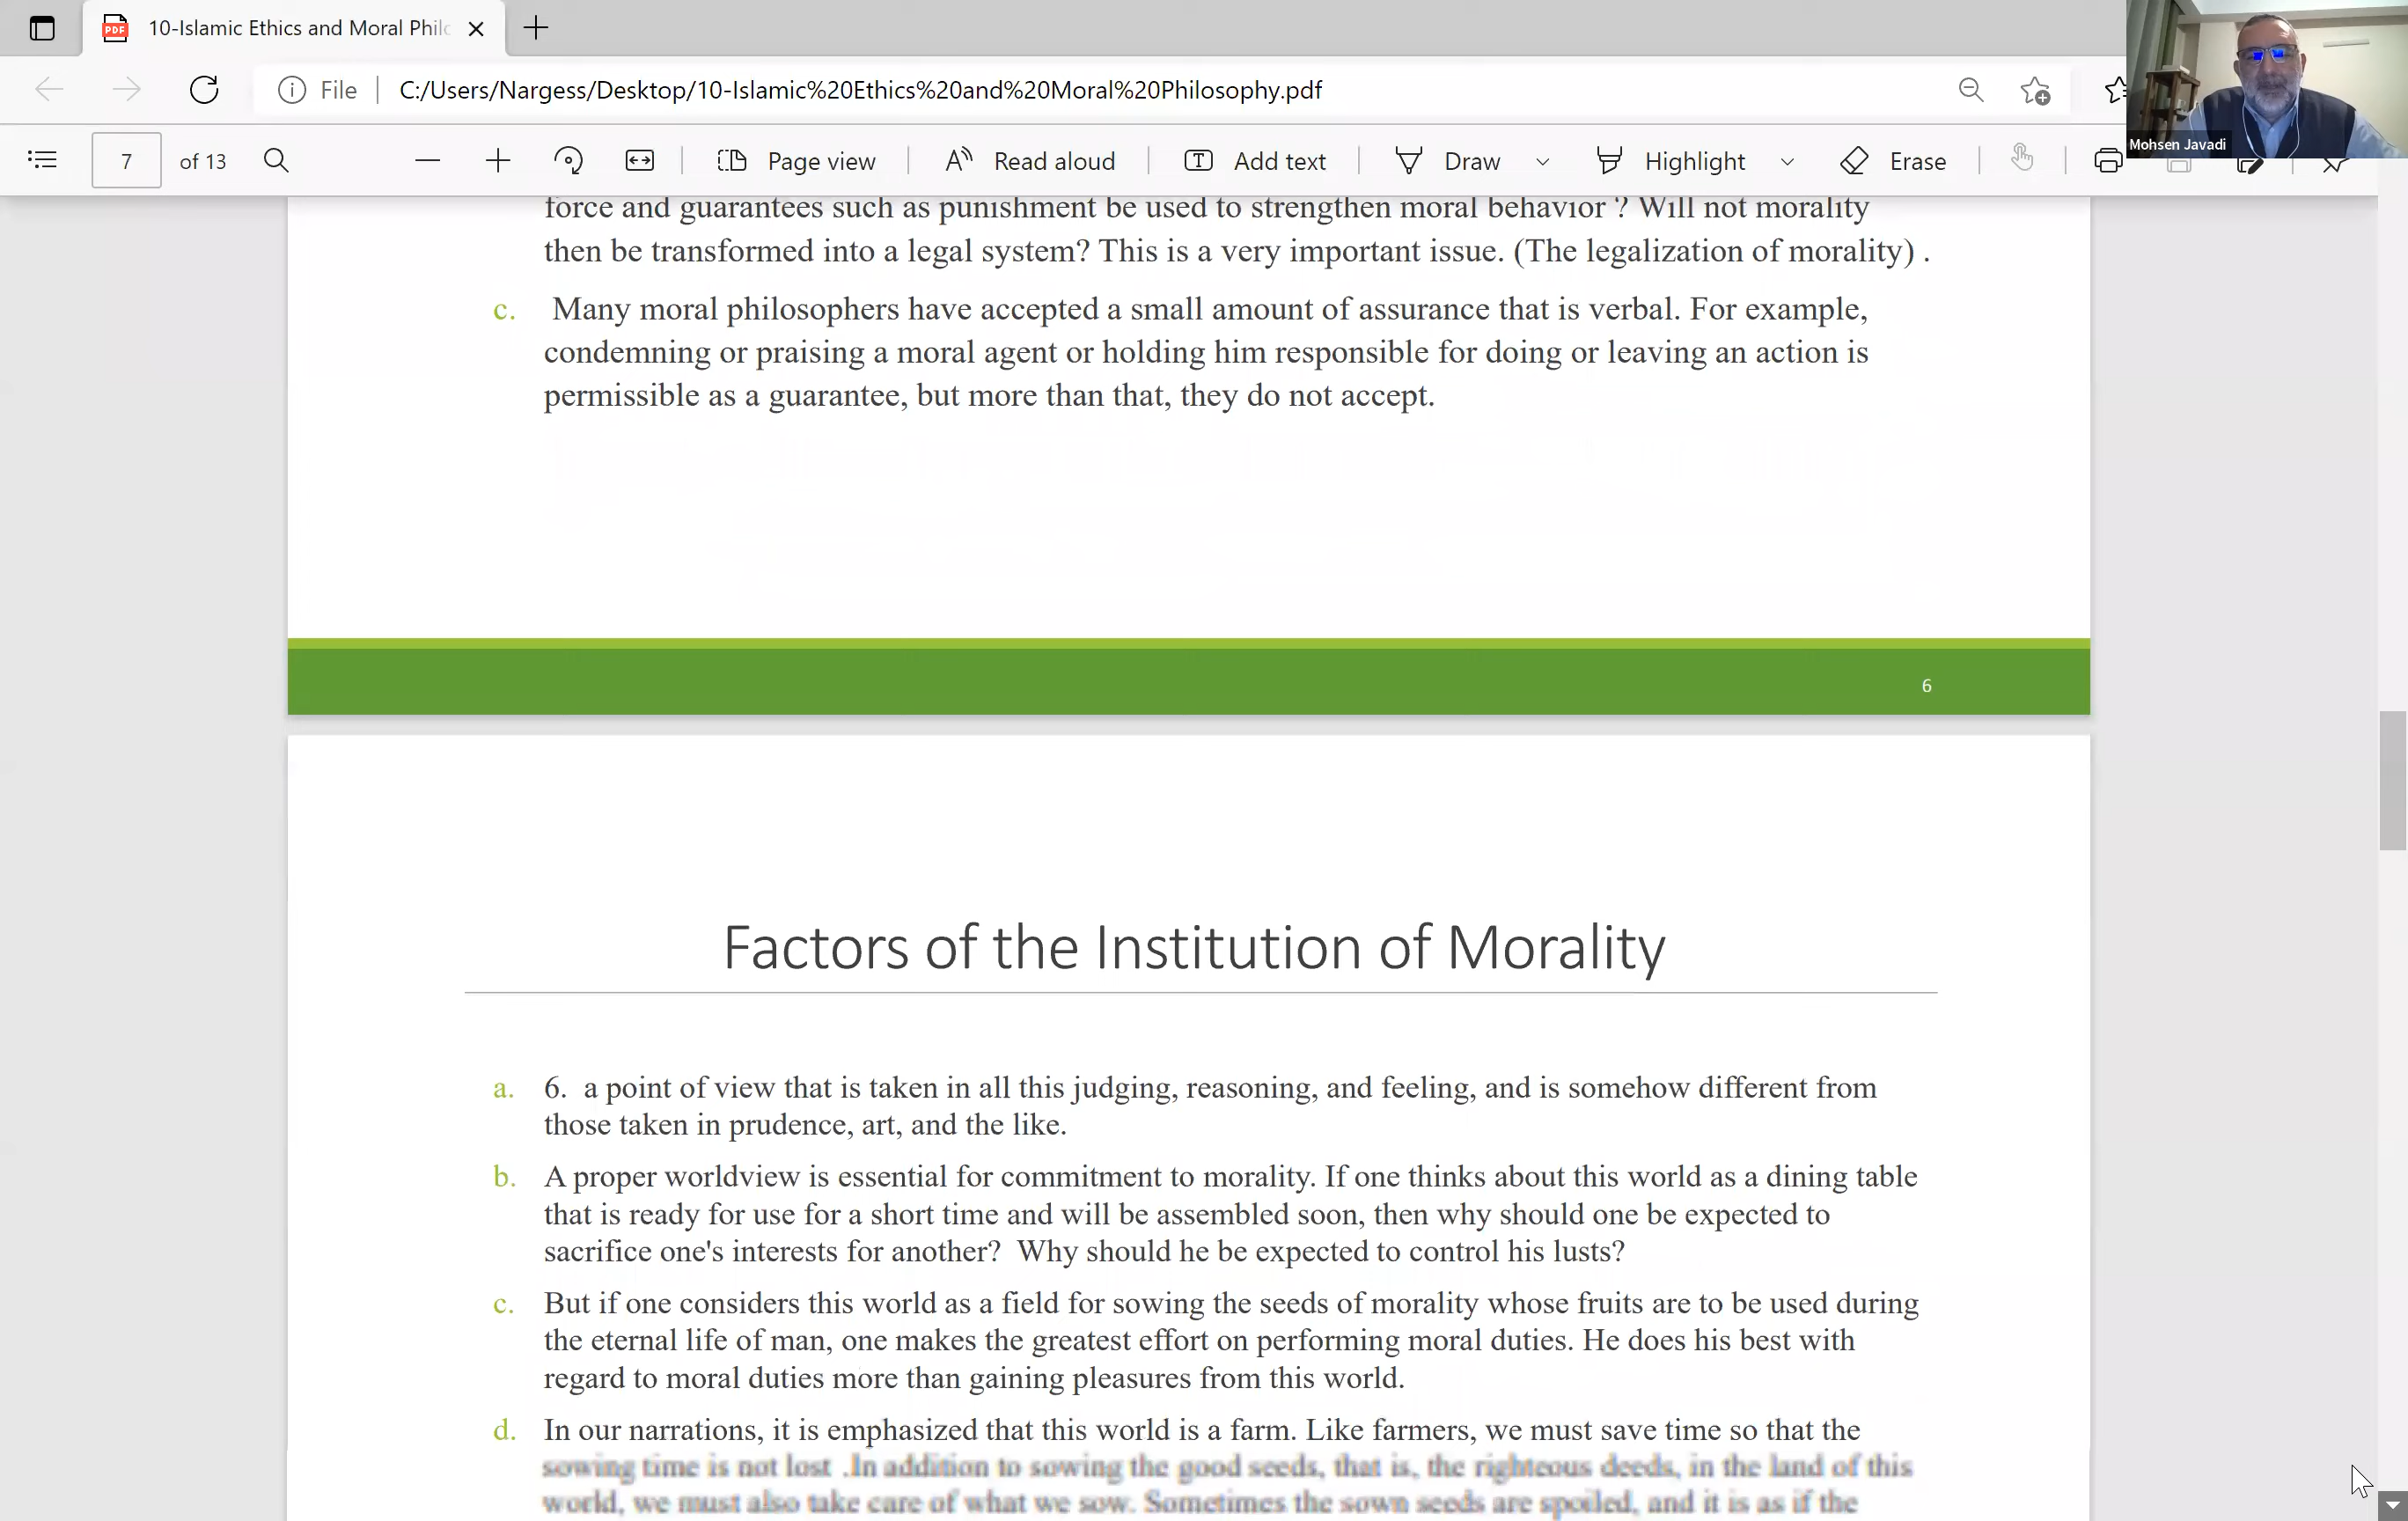 10-Islamic Ethics and Moral Philo
File
C:/Users/Nargess/Desktop/10-Islamic%20Ethics%20and%20Moral%20Philosophy.pdf
Mohsen Javadi
7 of 13
Page view
Read aloud
Add text
Draw
Highlight
Erase
force and guarantees such as punishment be used to strengthen moral behavior ? Will not morality
then be transformed into a legal system? This is a very important issue. (The legalization of morality) .
c. Many moral philosophers have accepted a small amount of assurance that is verbal. For example,
condemning or praising a moral agent or holding him responsible for doing or leaving an action is
permissible as a guarantee, but more than that, they do not accept.
6
Factors of the Institution of Morality
a. 6. a point of view that is taken in all this judging, reasoning, and feeling, and is somehow different from
those taken in prudence, art, and the like.
b. A proper worldview is essential for commitment to morality. If one thinks about this world as a dining table
that is ready for use for a short time and will be assembled soon, then why should one be expected to
sacrifice one's interests for another? Why should he be expected to control his lusts?
c. But if one considers this world as a field for sowing the seeds of morality whose fruits are to be used during
the eternal life of man, one makes the greatest effort on performing moral duties. He does his best with
regard to moral duties more than gaining pleasures from this world.
d. In our narrations, it is emphasized that this world is a farm. Like farmers, we must save time so that the
sowing time is not lost .In addition to sowing the good seeds, that is, the righteous deeds, in the land of this
world, we must also take care of what we sow. Sometimes the sown seeds are spoiled, and it is as if the